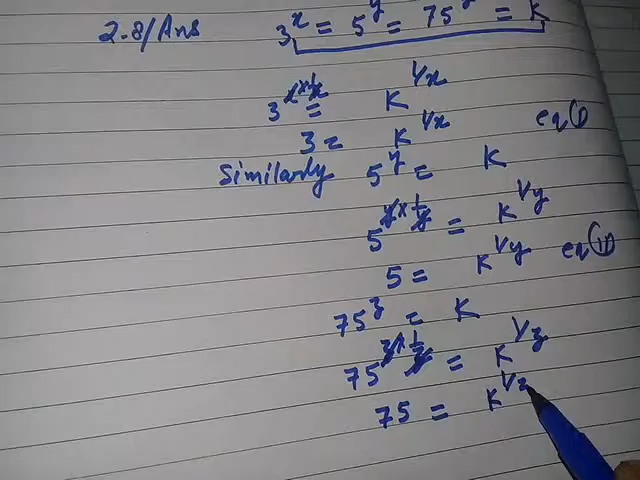 2.8/Ans 3^x = 5^y = 75^z = K
3^x×1/x = K^1/x
3 = K^1/x eq(I)
Similarly 5^y = K
5^y×1/y = K^1/y
5 = K^1/y eq(II)
75^z = K
75^z×1/z = K^1/z
75 = K^1/z